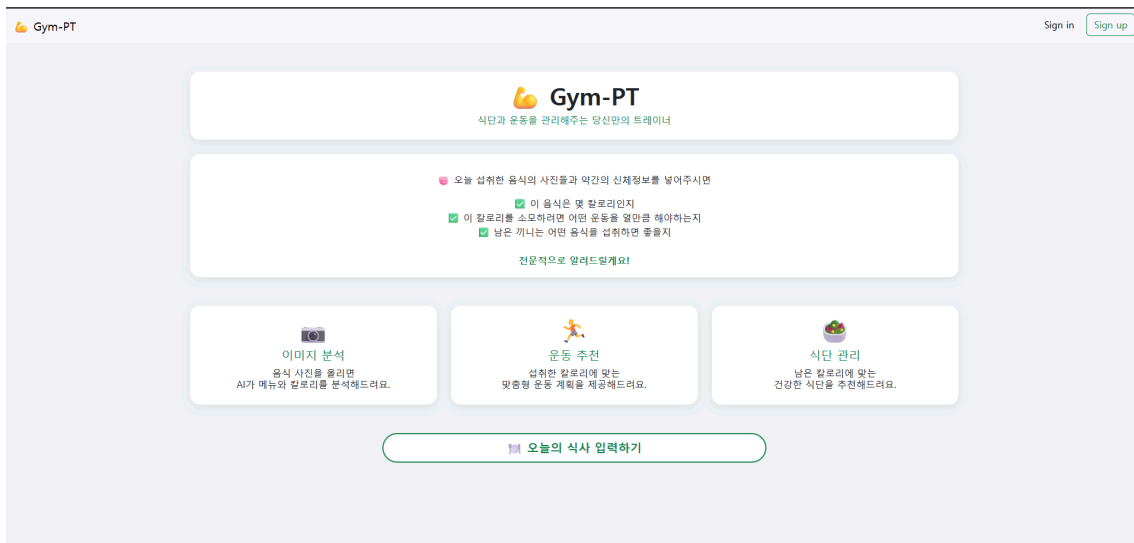 Gym-PT
Sign in
Sign up
Gym-PT
식단과 운동을 관리해주는 당신만의 트레이너
오늘 섭취한 음식의 사진들과 약간의 신체정보를 넣어주시면
이 음식은 몇 칼로리인지
이 칼로리를 소모하려면 어떤 운동을 얼만큼 해야하는지
남은 끼니는 어떤 음식을 섭취하면 좋을지
전문적으로 알려드릴게요!
이미지 분석
음식 사진을 올리면
AI가 메뉴와 칼로리를 분석해드려요.
운동 추천
섭취한 칼로리에 맞는
맞춤형 운동 계획을 제공해드려요.
식단 관리
남은 칼로리에 맞는
건강한 식단을 추천해드려요.
오늘의 식사 입력하기